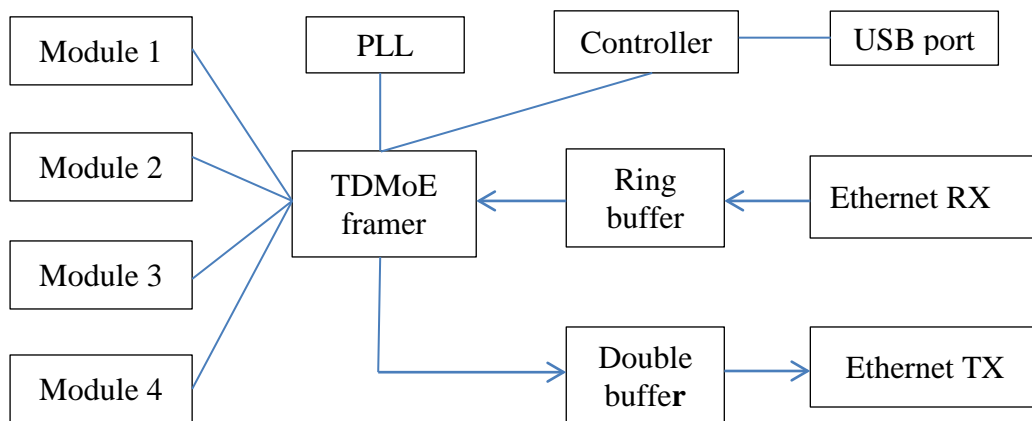 Module 1
PLL
Controller
USB port
Module 2
TDMoE
framer
Ring
buffer
Ethernet RX
Module 3
Module 4
Double
buffer
Ethernet TX